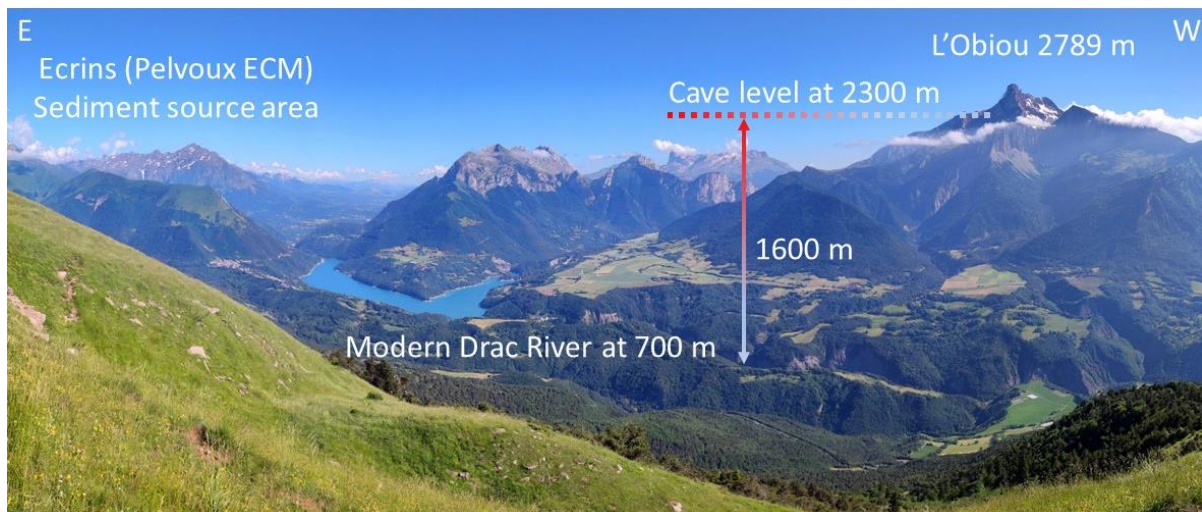 E
W
Ecrins (Pelvoux ECM)
Sediment source area
L'Obiou 2789 m
Cave level at 2300 m
1600 m
Modern Drac River at 700 m